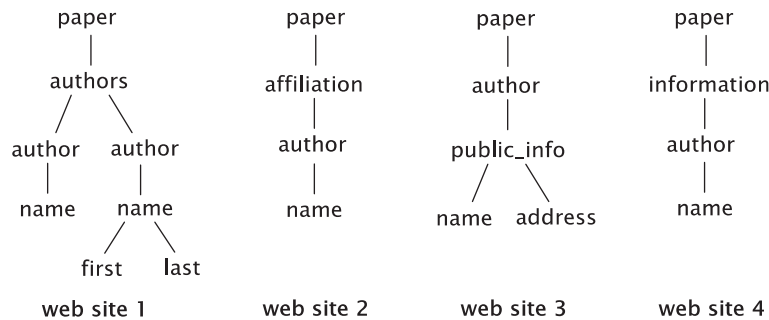 paper paper paper paper
authors affiliation author information
author author author public_info author
name name name name address name
first last
web site 1 web site 2 web site 3 web site 4